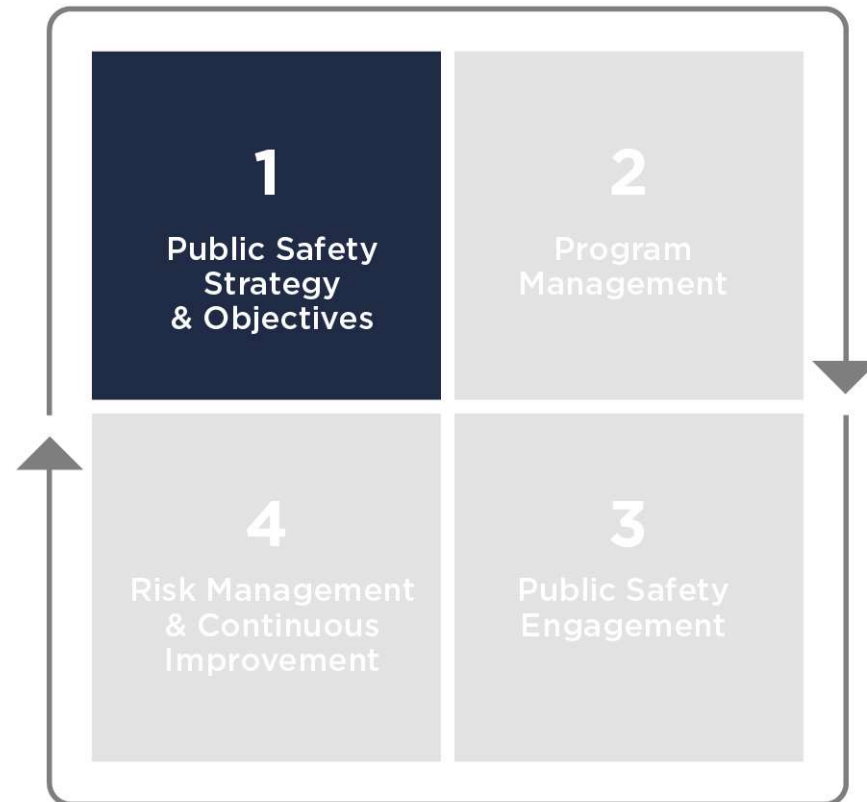 1
Public Safety
Strategy
& Objectives
2
Program
Management
4
Risk Management
& Continuous
Improvement
3
Public Safety
Engagement